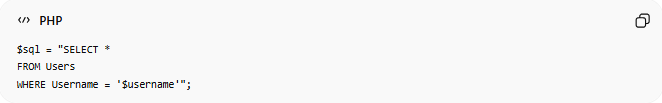 PHP
$sql = "SELECT *
FROM Users
WHERE Username = '$username'";